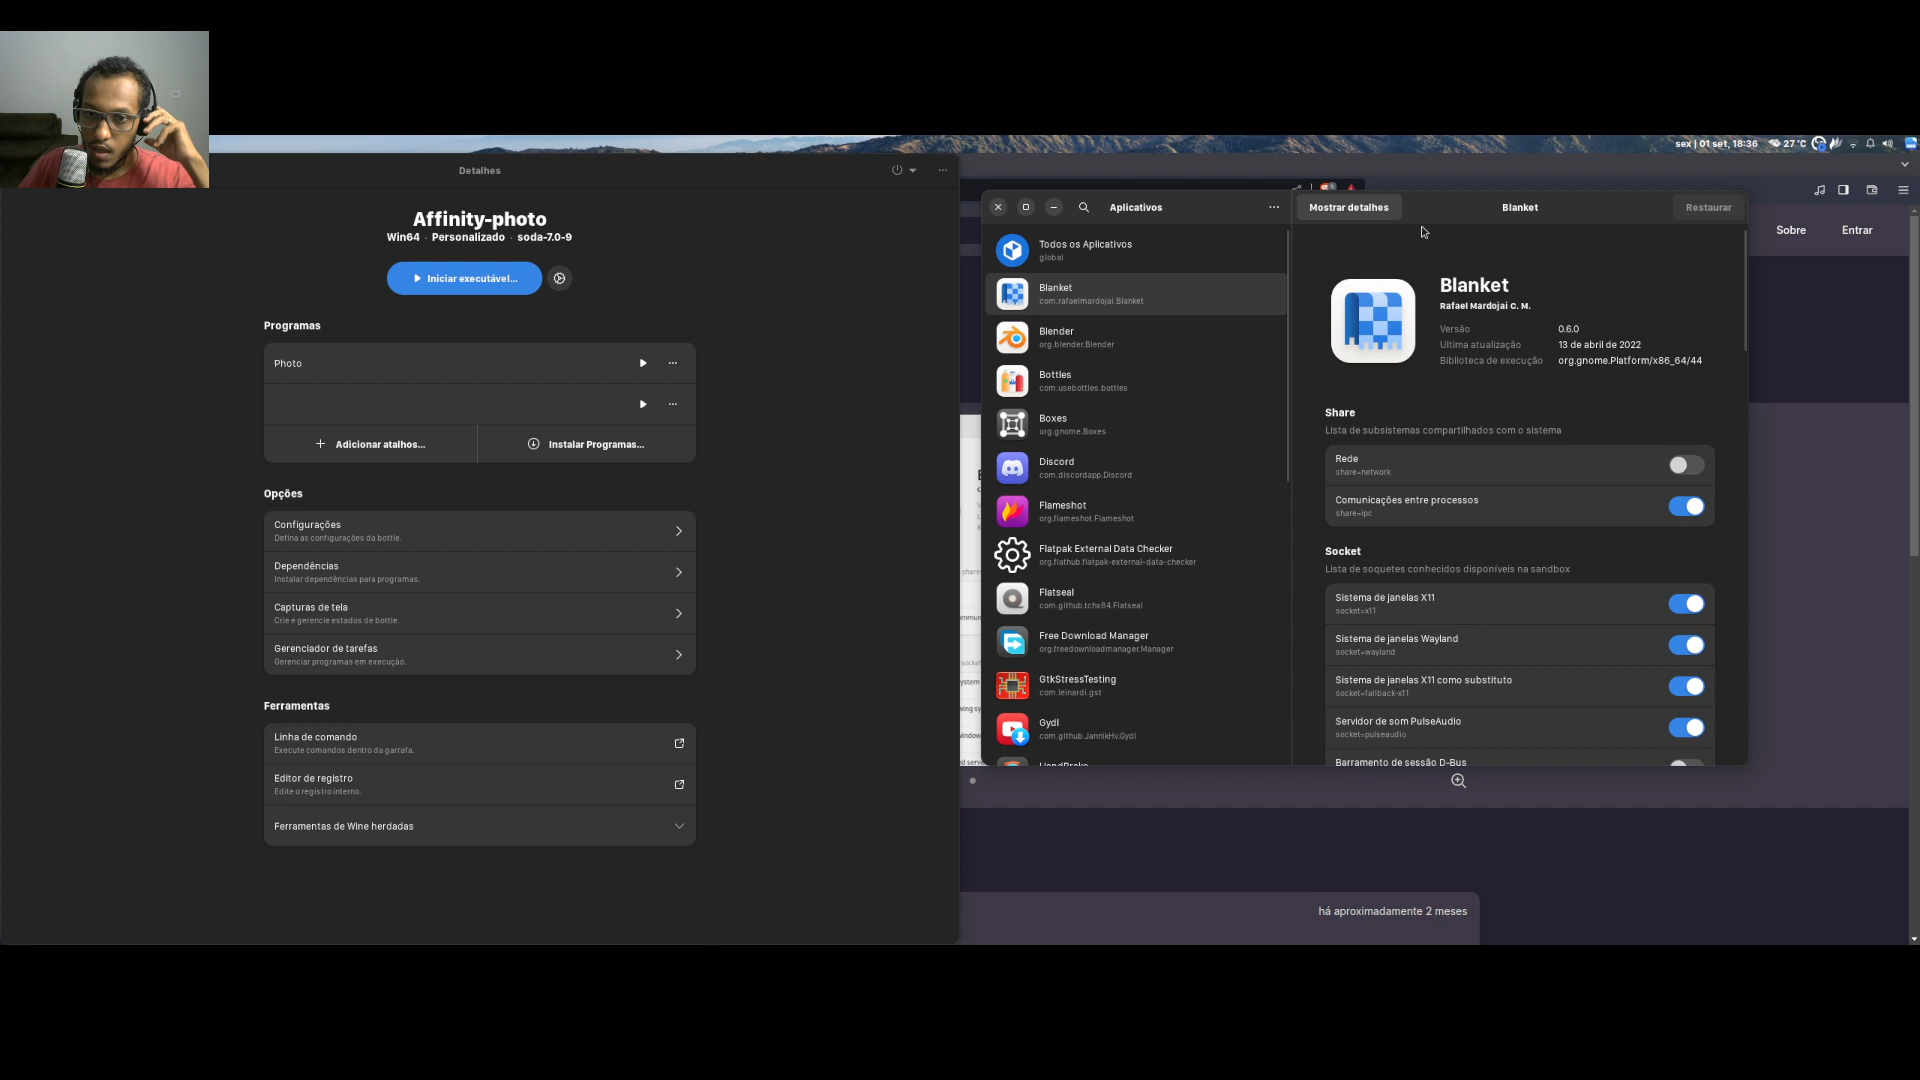 sex | 01 set, 18:36
27 °C
Detalhes
Affinity-photo
Win64 · Personalizado · soda-7.0-9
Iniciar executável...
Programas
Photo
Adicionar atalhos...
Instalar Programas...
Opções
Configurações
Defina as configurações da bottle.
Dependências
Instalar dependências para programas.
Capturas de tela
Crie e gerencie estados de bottle.
Gerenciador de tarefas
Gerenciar programas em execução.
Ferramentas
Linha de comando
Execute comandos dentro da garrafa.
Editor de registro
Edite o registro interno.
Ferramentas de Wine herdadas
Aplicativos
Todos os Aplicativos
global
Blanket
com.rafaelmardojai.Blanket
Blender
org.blender.Blender
Bottles
com.usebottles.bottles
Boxes
org.gnome.Boxes
Discord
com.discordapp.Discord
Flameshot
org.flameshot.Flameshot
Flatpak External Data Checker
org.flathub.flatpak-external-data-checker
Flatseal
com.github.tchx84.Flatseal
Free Download Manager
org.freedownloadmanager.Manager
GtkStressTesting
com.leinardi.gst
Gydl
com.github.JannikHv.Gydl
HandBrake
Mostrar detalhes
Blanket
Restaurar
Blanket
Rafael Mardojai C. M.
Versão 0.6.0
Ultima atualização 13 de abril de 2022
Biblioteca de execução org.gnome.Platform/x86_64/44
Share
Lista de subsistemas compartilhados com o sistema
Rede
share=network
Comunicações entre processos
share=ipc
Socket
Lista de soquetes conhecidos disponíveis na sandbox
Sistema de janelas X11
socket=x11
Sistema de janelas Wayland
socket=wayland
Sistema de janelas X11 como substituto
socket=fallback-x11
Servidor de som PulseAudio
socket=pulseaudio
Barramento de sessão D-Bus
Sobre
Entrar
há aproximadamente 2 meses